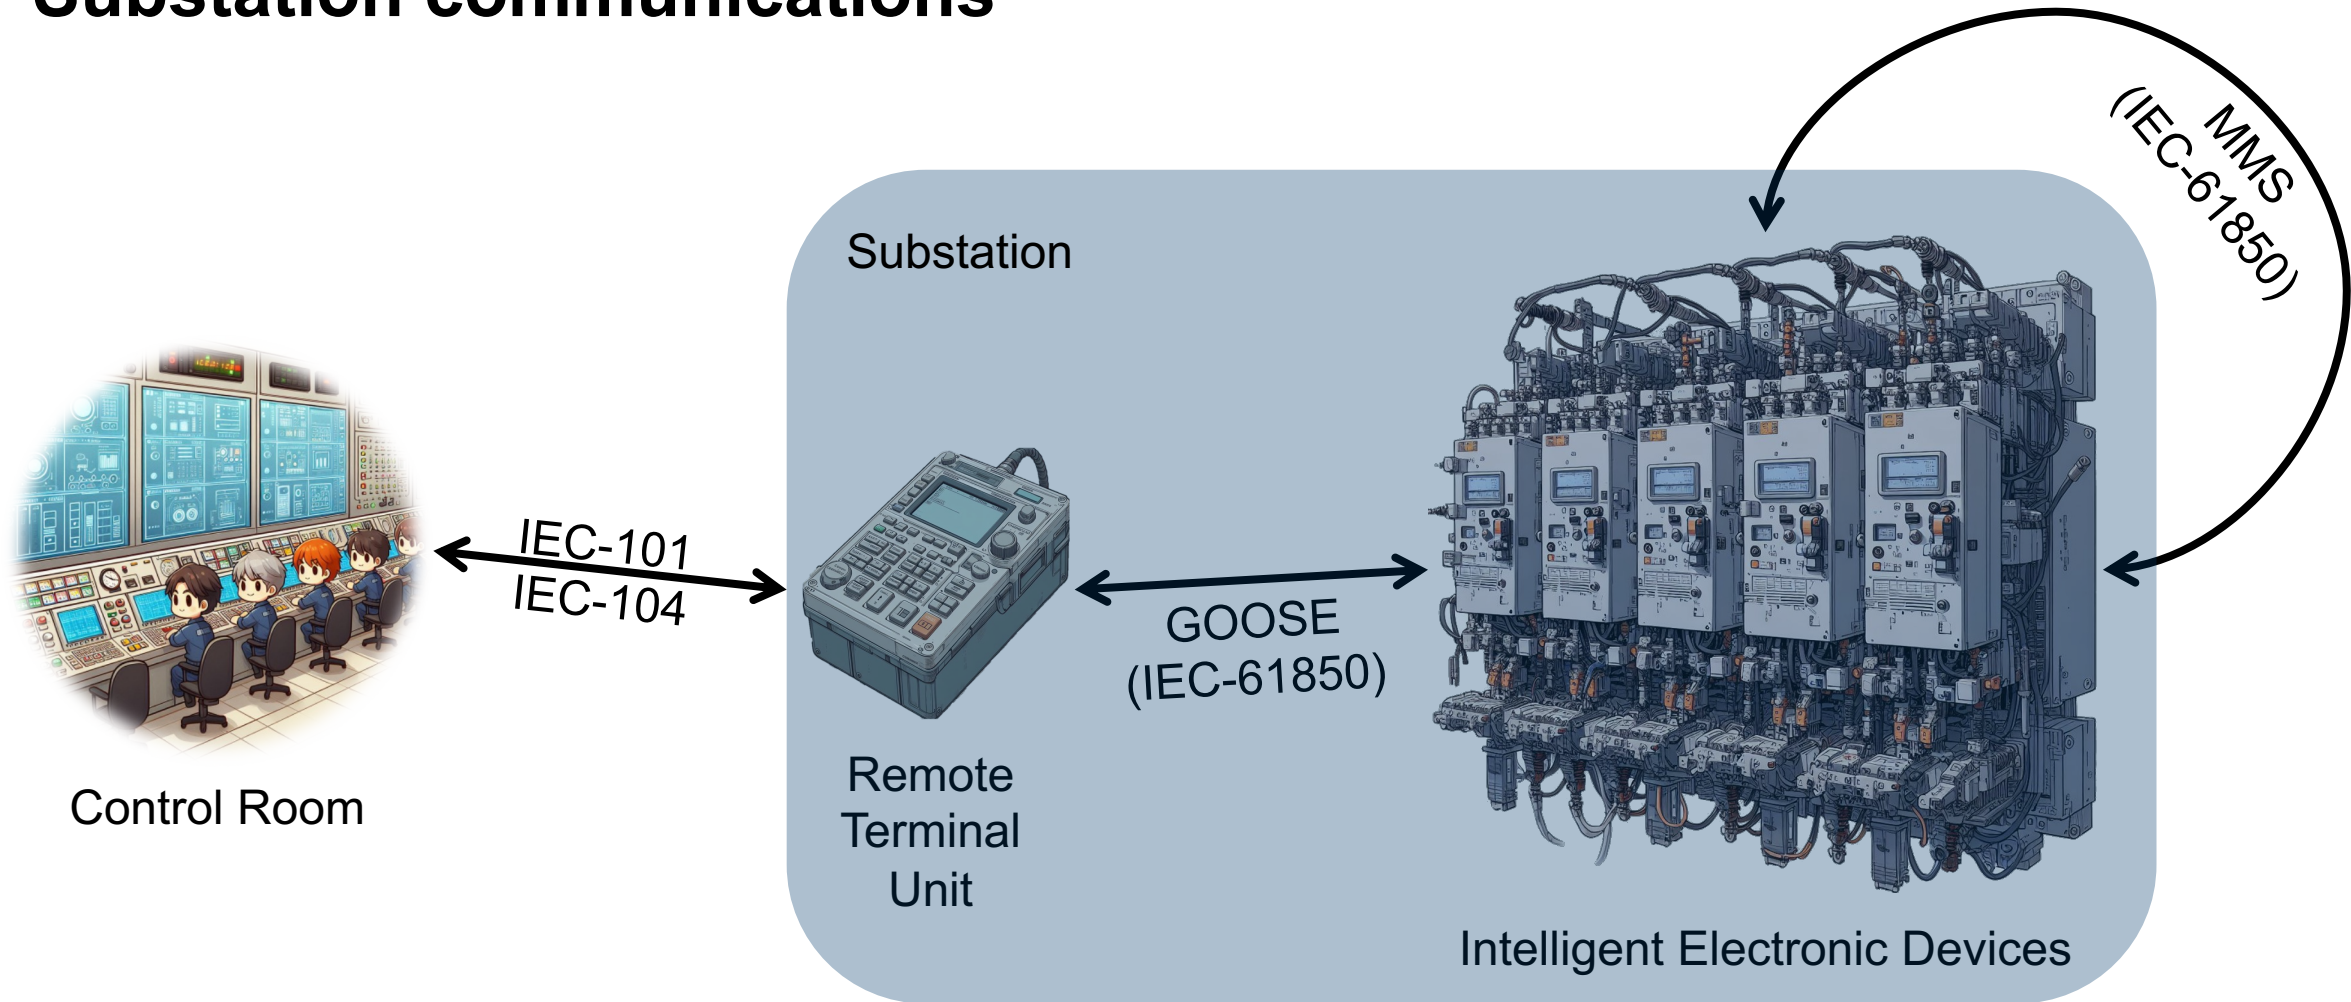 Substation communications
MMS
(IEC-61850)
Substation
IEC-101
IEC-104
GOOSE
(IEC-61850)
Remote
Terminal
Unit
Control Room
Intelligent Electronic Devices